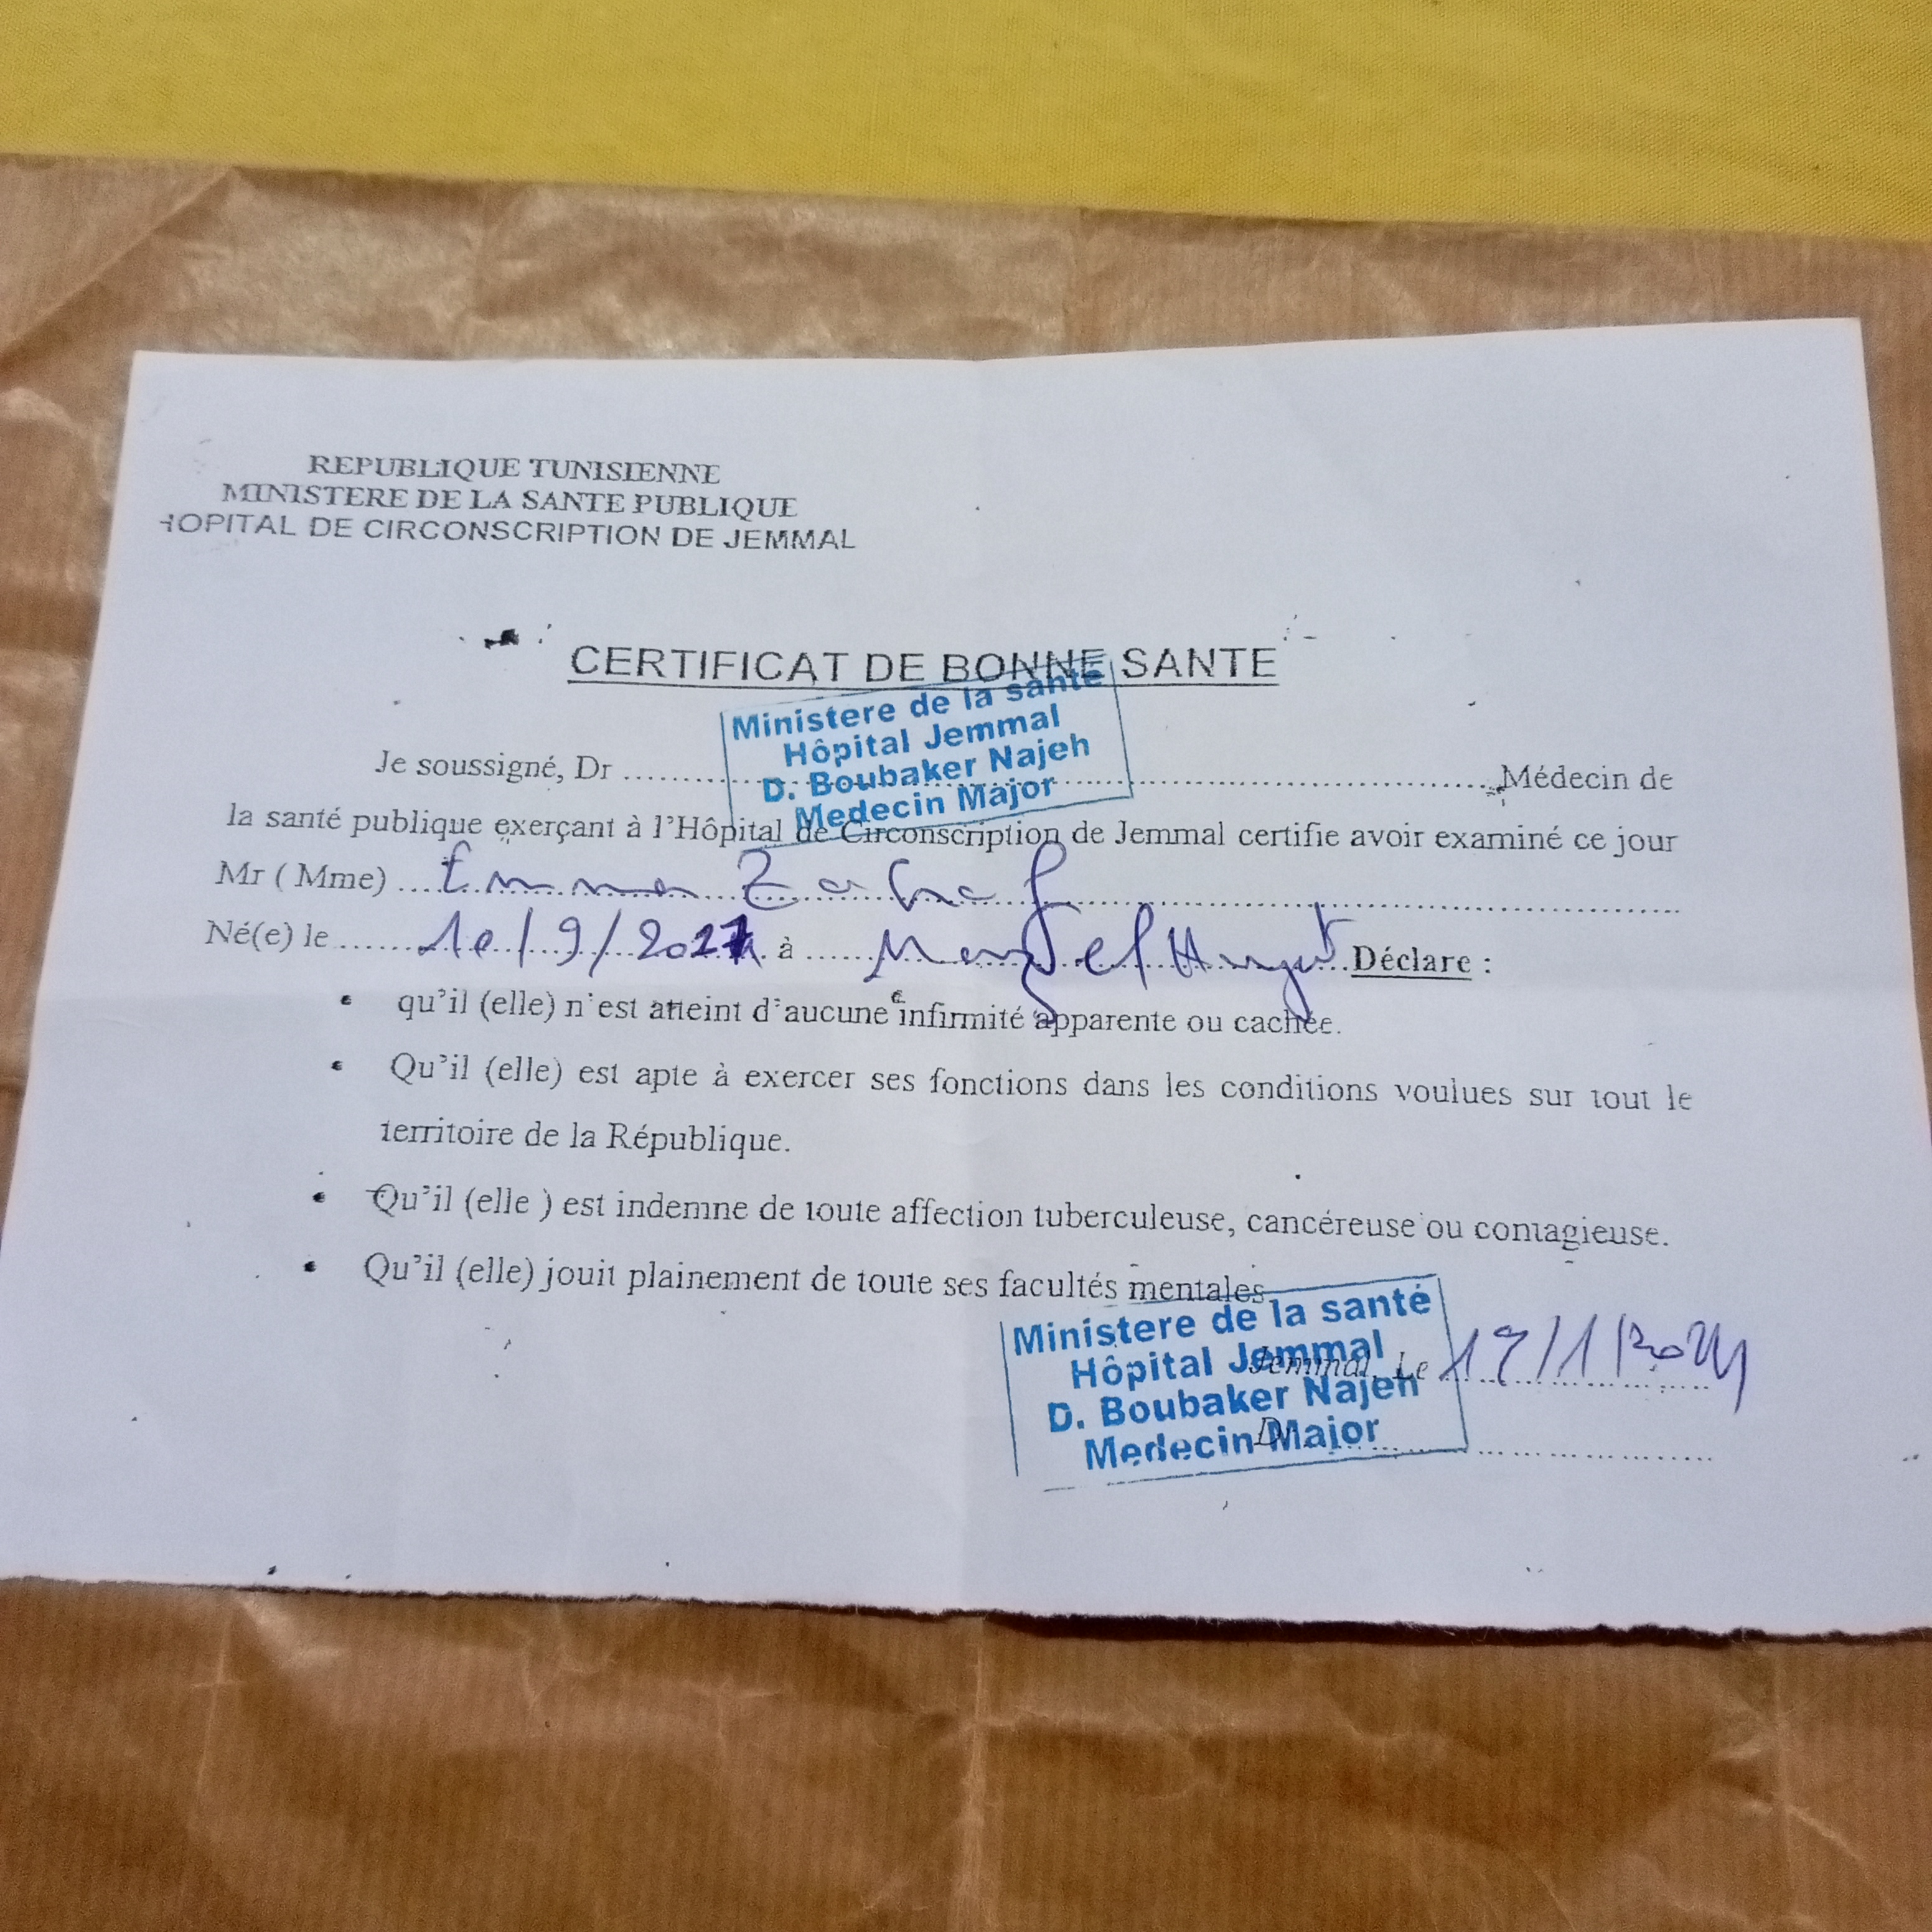 REPUBLIQUE TUNISIENNE
MINISTERE DE LA SANTE PUBLIQUE
HOPITAL DE CIRCONSCRIPTION DE JEMMAL
CERTIFICAT DE BONNE SANTE
Ministere de la santé
Hôpital Jemmal
D. Boubaker Najeh
Medecin Major
Je soussigné, Dr ........ Médecin de
la santé publique exerçant à l'Hôpital de Circonscription de Jemmal certifie avoir examiné ce jour
Mr ( Mme) ....
Né(e) le ...... à ...... Déclare :
• qu'il (elle) n'est atteint d'aucune infirmité apparente ou cachée.
• Qu'il (elle) est apte à exercer ses fonctions dans les conditions voulues sur tout le
territoire de la République.
• Qu'il (elle ) est indemne de toute affection tuberculeuse, cancéreuse ou contagieuse.
• Qu'il (elle) jouit plainement de toute ses facultés mentales
Ministere de la santé
Hôpital Jemmal
D. Boubaker Najeh
Medecin Major
Jemmal, Le
Dr